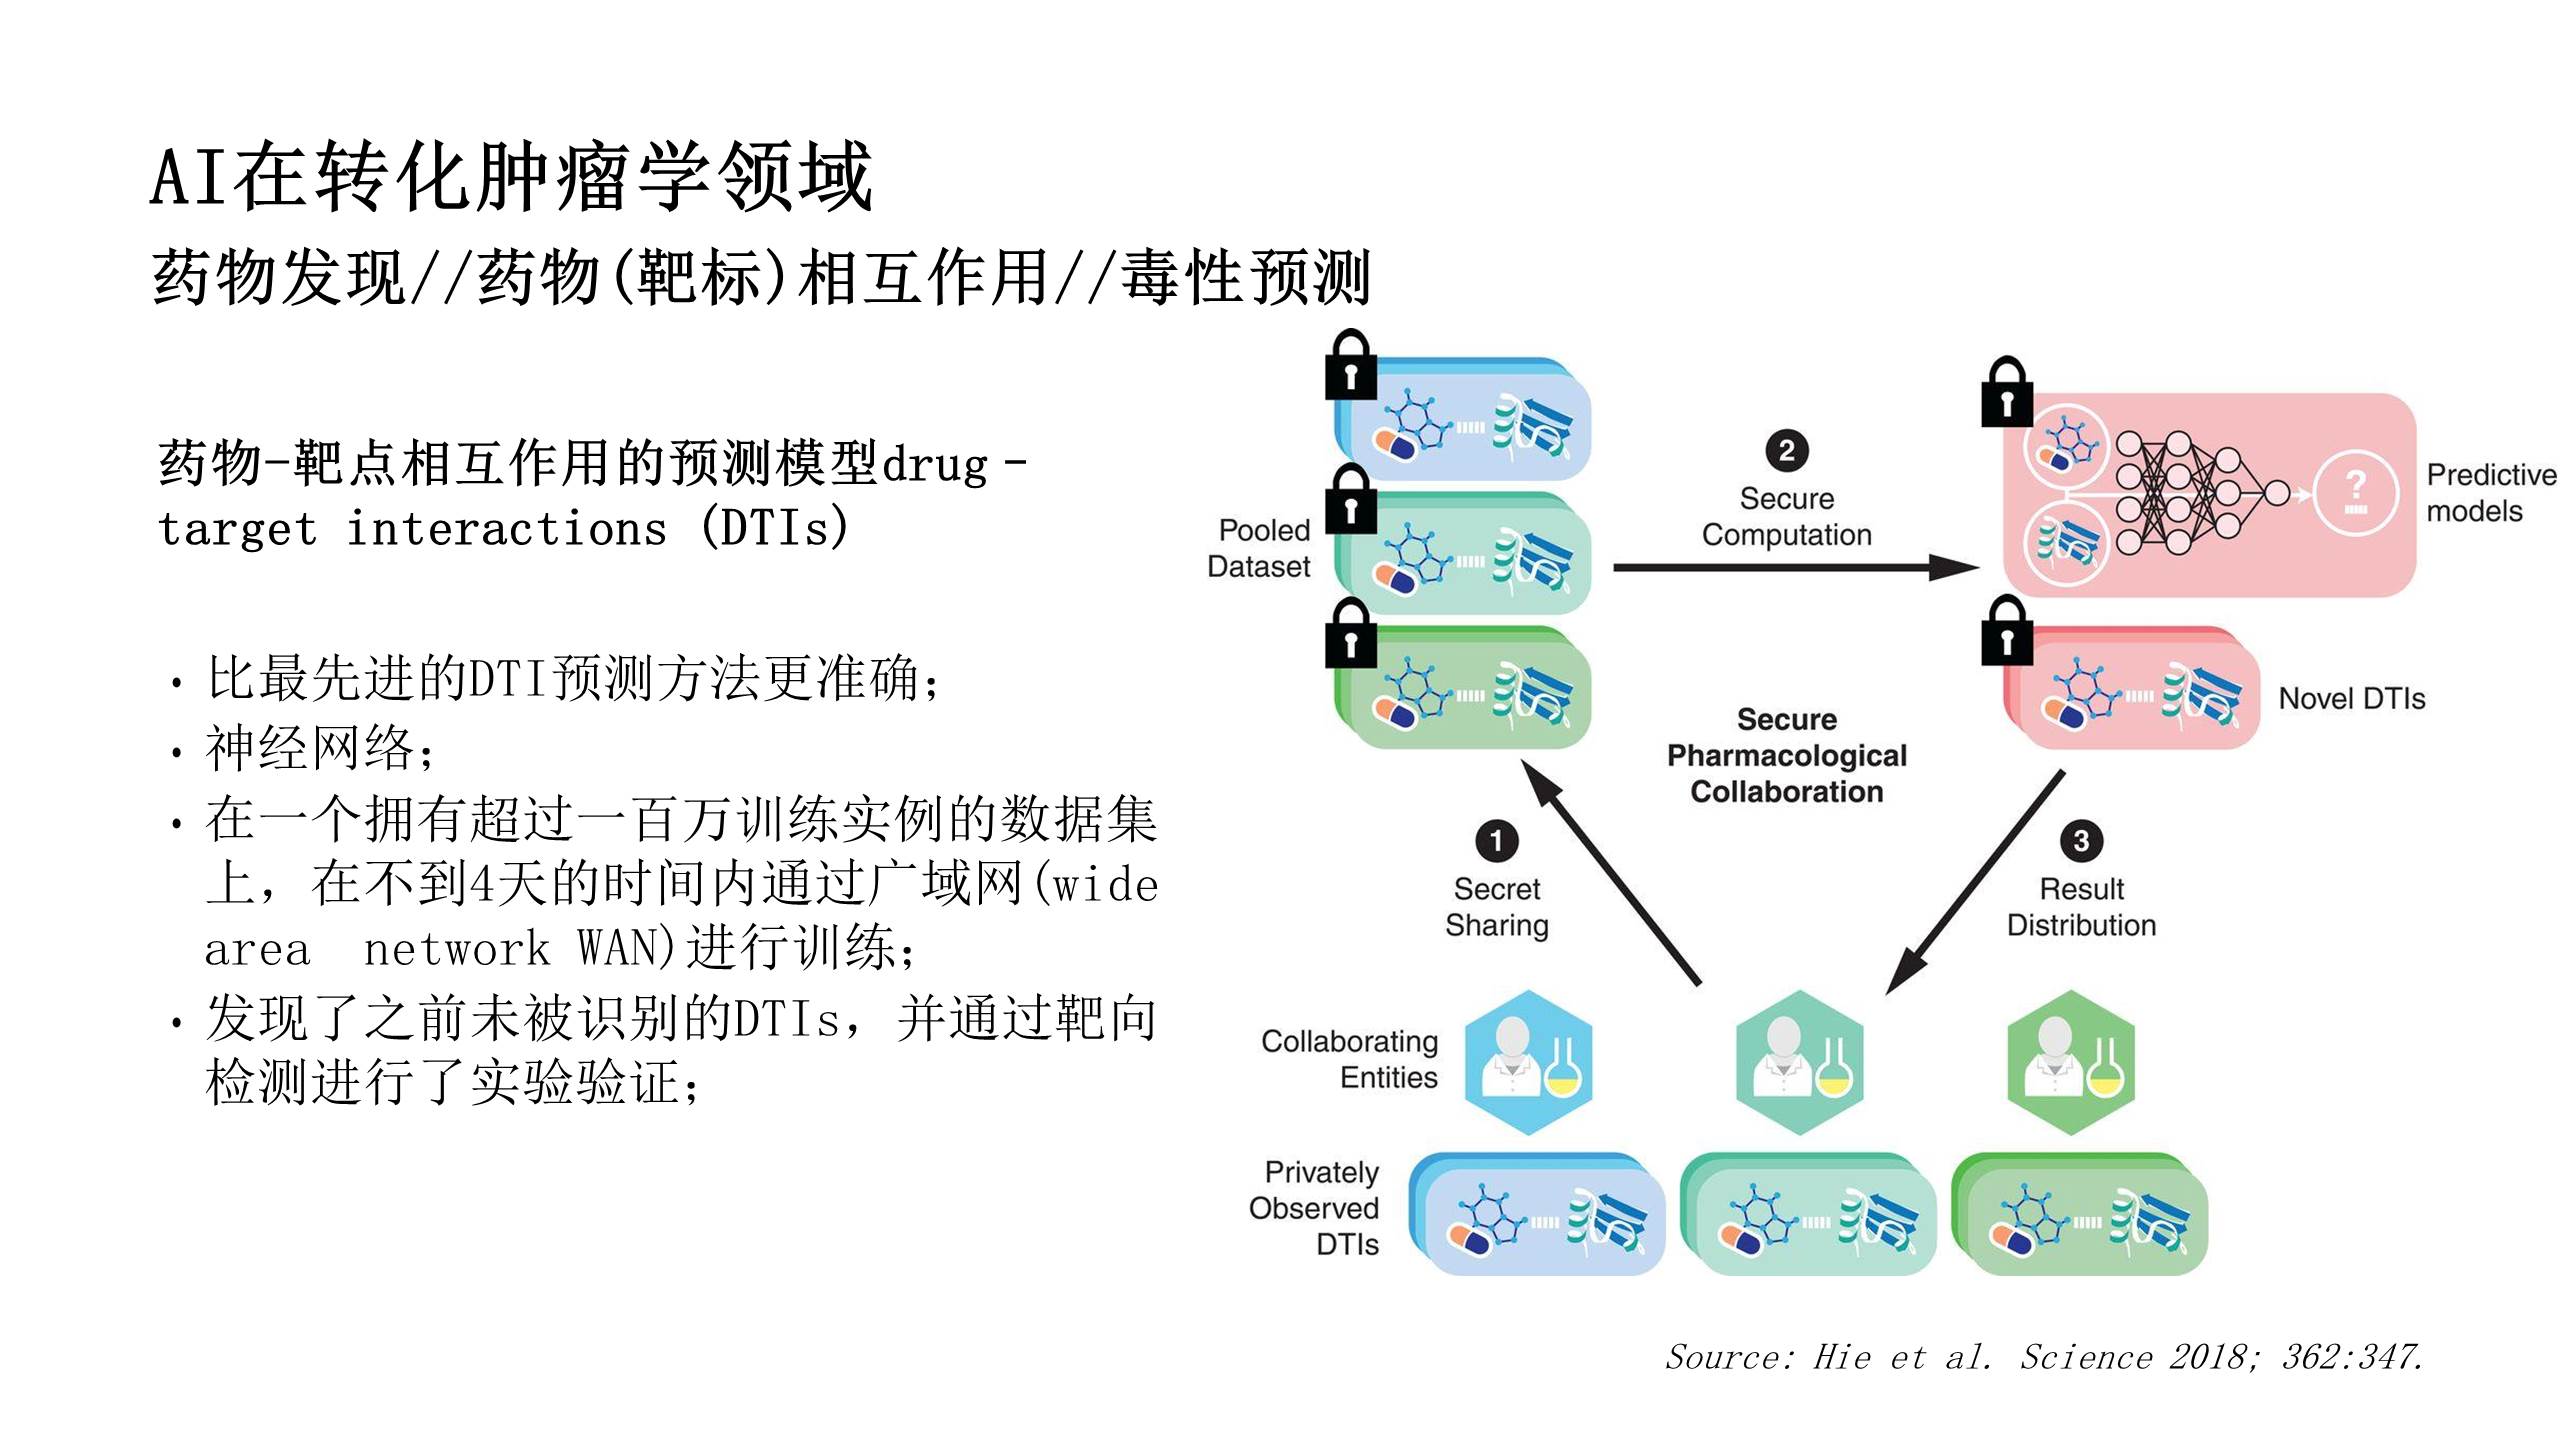 AI在转化肿瘤学领域
药物发现//药物(靶标)相互作用//毒性预测
药物-靶点相互作用的预测模型drug-
target interactions (DTIs)
• 比最先进的DTI预测方法更准确;
• 神经网络;
• 在一个拥有超过一百万训练实例的数据集
上，在不到4天的时间内通过广域网(wide
area  network WAN)进行训练;
• 发现了之前未被识别的DTIs，并通过靶向
检测进行了实验验证;
Pooled
Dataset
2
Secure
Computation
?
Predictive
models
Novel DTIs
Secure
Pharmacological
Collaboration
1
Secret
Sharing
3
Result
Distribution
Collaborating
Entities
Privately
Observed
DTIs
Source: Hie et al. Science 2018; 362:347.